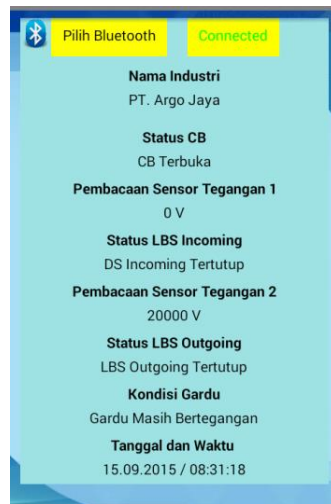 Pilih Bluetooth
Connected
Nama Industri
PT. Argo Jaya
Status CB
CB Terbuka
Pembacaan Sensor Tegangan 1
0 V
Status LBS Incoming
DS Incoming Tertutup
Pembacaan Sensor Tegangan 2
20000 V
Status LBS Outgoing
LBS Outgoing Tertutup
Kondisi Gardu
Gardu Masih Bertegangan
Tanggal dan Waktu
15.09.2015 / 08:31:18